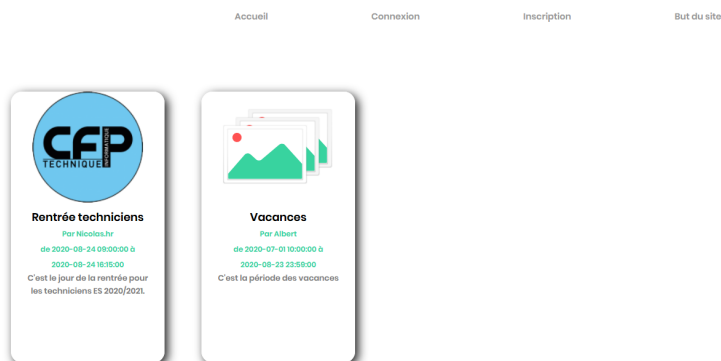 Accueil Connexion Inscription But du site
CFP
TECHNIQUE INFORMATIQUE
Rentrée techniciens
Par Nicolas.hr
de 2020-08-24 09:00:00 à
2020-08-24 16:15:00
C'est le jour de la rentrée pour
les techniciens ES 2020/2021.
Vacances
Par Albert
de 2020-07-01 10:00:00 à
2020-08-23 23:59:00
C'est la période des vacances